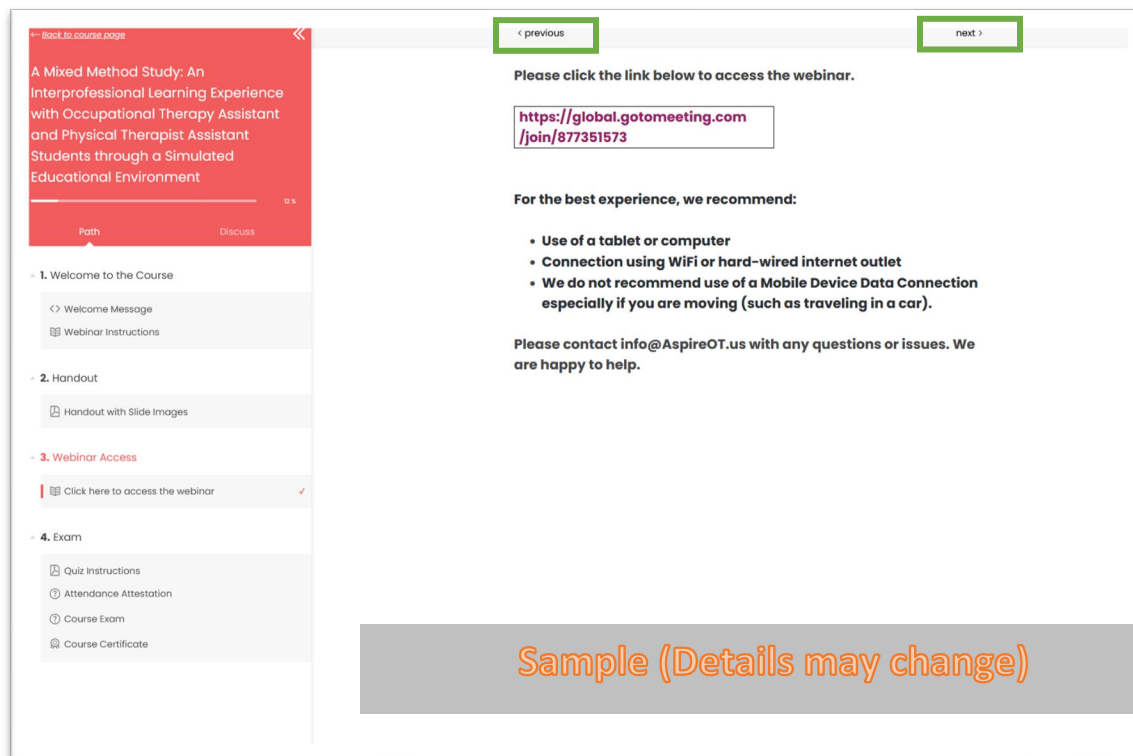 ← Back to course page
A Mixed Method Study: An
Interprofessional Learning Experience
with Occupational Therapy Assistant
and Physical Therapist Assistant
Students through a Simulated
Educational Environment
12 %
Path
Discuss
1. Welcome to the Course
Welcome Message
Webinar Instructions
2. Handout
Handout with Slide Images
3. Webinar Access
Click here to access the webinar
4. Exam
Quiz Instructions
Attendance Attestation
Course Exam
Course Certificate
< previous
next >
Please click the link below to access the webinar.
https://global.gotomeeting.com
/join/877351573
For the best experience, we recommend:
• Use of a tablet or computer
• Connection using WiFi or hard-wired internet outlet
• We do not recommend use of a Mobile Device Data Connection
especially if you are moving (such as traveling in a car).
Please contact info@AspireOT.us with any questions or issues. We
are happy to help.
Sample (Details may change)